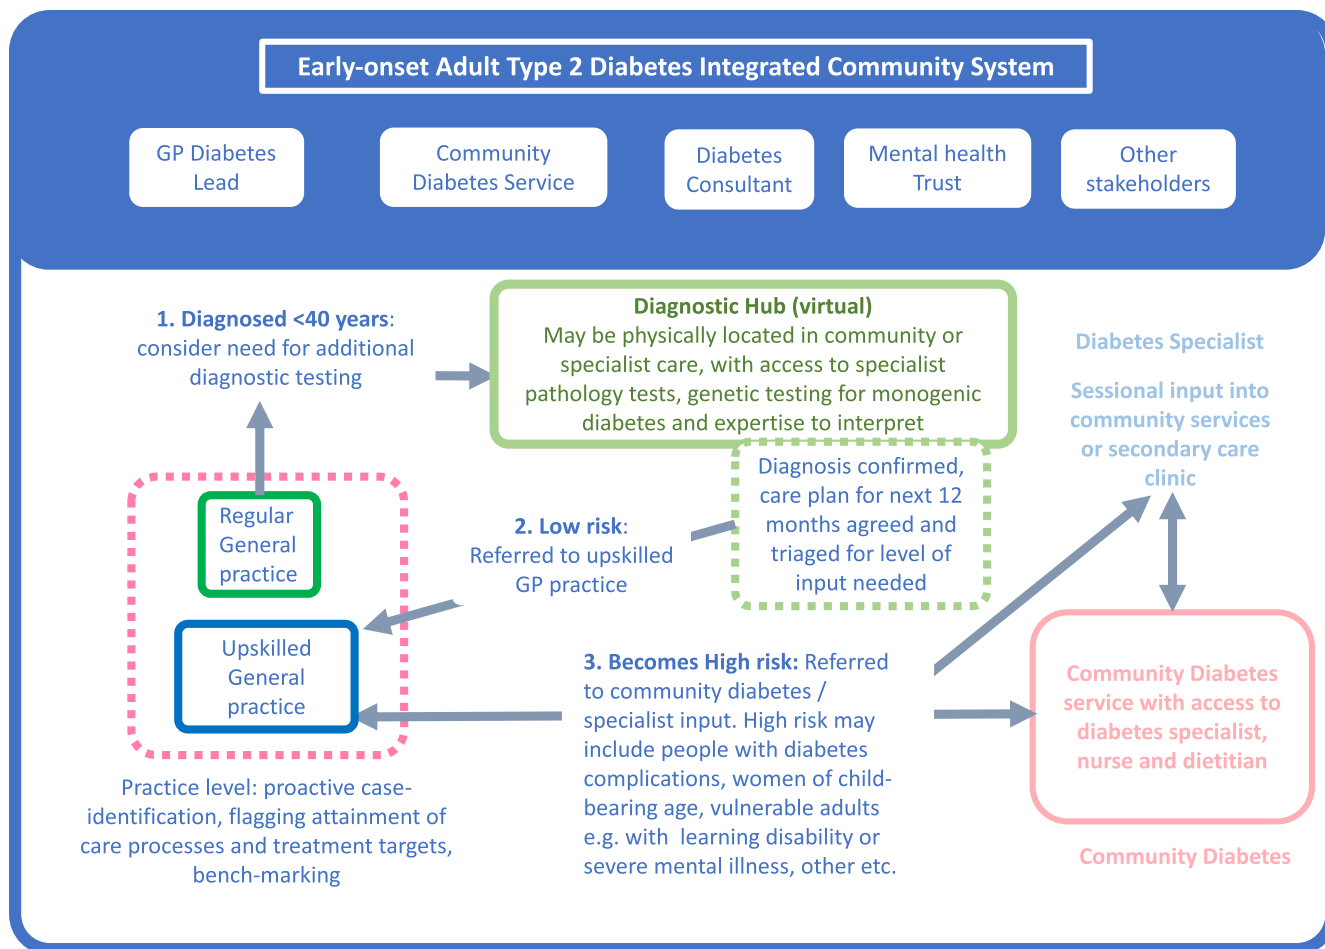 Early-onset Adult Type 2 Diabetes Integrated Community System
GP Diabetes
Lead
Community
Diabetes Service
Diabetes
Consultant
Mental health
Trust
Other
stakeholders
1. Diagnosed <40 years:
consider need for additional
diagnostic testing
Diagnostic Hub (virtual)
May be physically located in community or
specialist care, with access to specialist
pathology tests, genetic testing for monogenic
diabetes and expertise to interpret
Diabetes Specialist
Sessional input into
community services
or secondary care
clinic
Regular
General
practice
2. Low risk:
Referred to upskilled
GP practice
Diagnosis confirmed,
care plan for next 12
months agreed and
triaged for level of
input needed
Upskilled
General
practice
3. Becomes High risk: Referred
to community diabetes /
specialist input. High risk may
include people with diabetes
complications, women of child-
bearing age, vulnerable adults
e.g. with  learning disability or
severe mental illness, other etc.
Community Diabetes
service with access to
diabetes specialist,
nurse and dietitian
Practice level: proactive case-
identification, flagging attainment of
care processes and treatment targets,
bench-marking
Community Diabetes